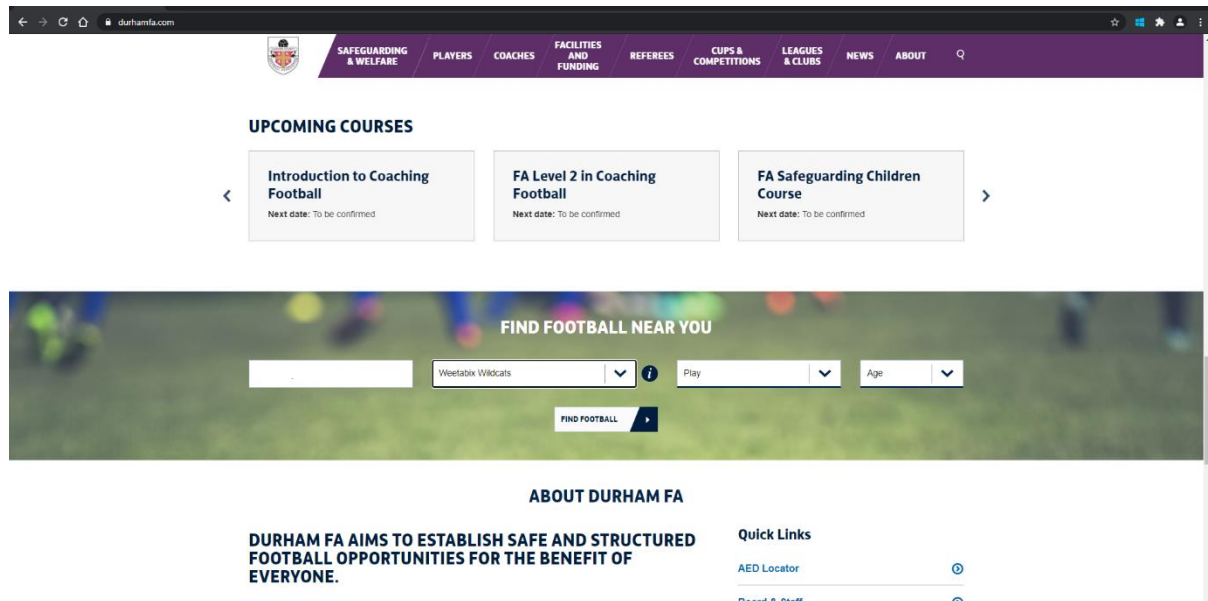 durhamfa.com
SAFEGUARDING
& WELFARE
PLAYERS
COACHES
FACILITIES
AND
FUNDING
REFEREES
CUPS &
COMPETITIONS
LEAGUES
& CLUBS
NEWS
ABOUT
UPCOMING COURSES
Introduction to Coaching
Football
Next date: To be confirmed
FA Level 2 in Coaching
Football
Next date: To be confirmed
FA Safeguarding Children
Course
Next date: To be confirmed
FIND FOOTBALL NEAR YOU
Weetabix Wildcats
i
Play
Age
FIND FOOTBALL
ABOUT DURHAM FA
DURHAM FA AIMS TO ESTABLISH SAFE AND STRUCTURED
FOOTBALL OPPORTUNITIES FOR THE BENEFIT OF
EVERYONE.
Quick Links
AED Locator
Board & Staff